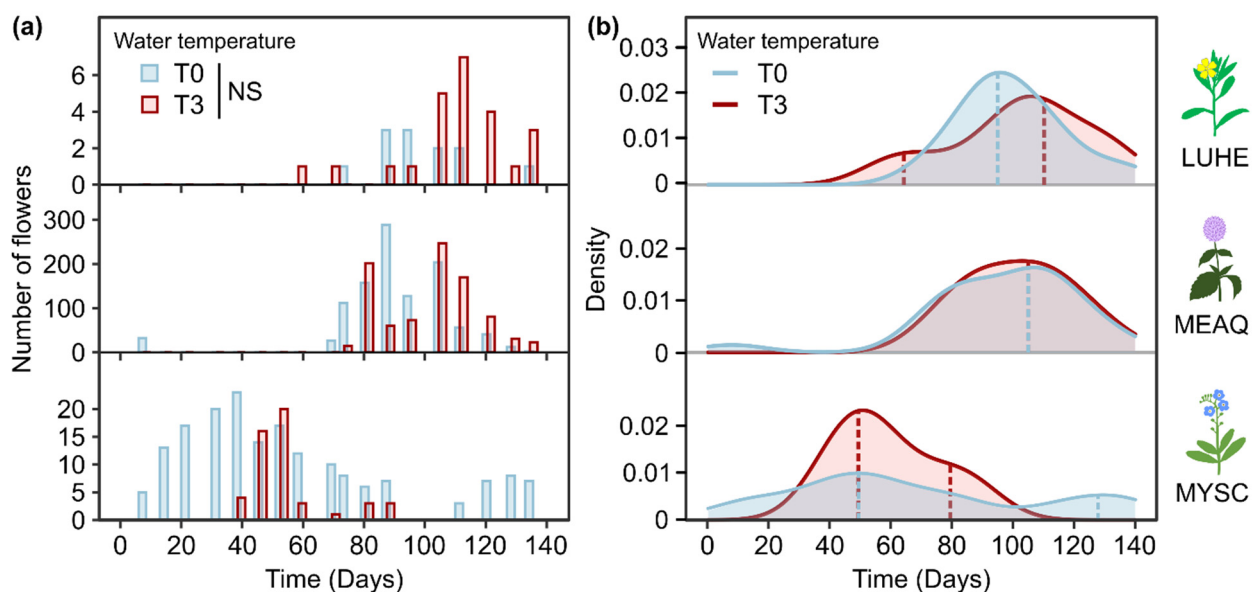 (a)
Water temperature
T0
T3
NS
6
4
2
0
300
200
100
0
20
15
10
5
0
Number of flowers
0 20 40 60 80 100 120 140
Time (Days)
(b)
Water temperature
T0
T3
0.03
0.02
0.01
0
0.02
0.01
0
0.02
0.01
0
Density
0 20 40 60 80 100 120 140
Time (Days)
LUHE
MEAQ
MYSC